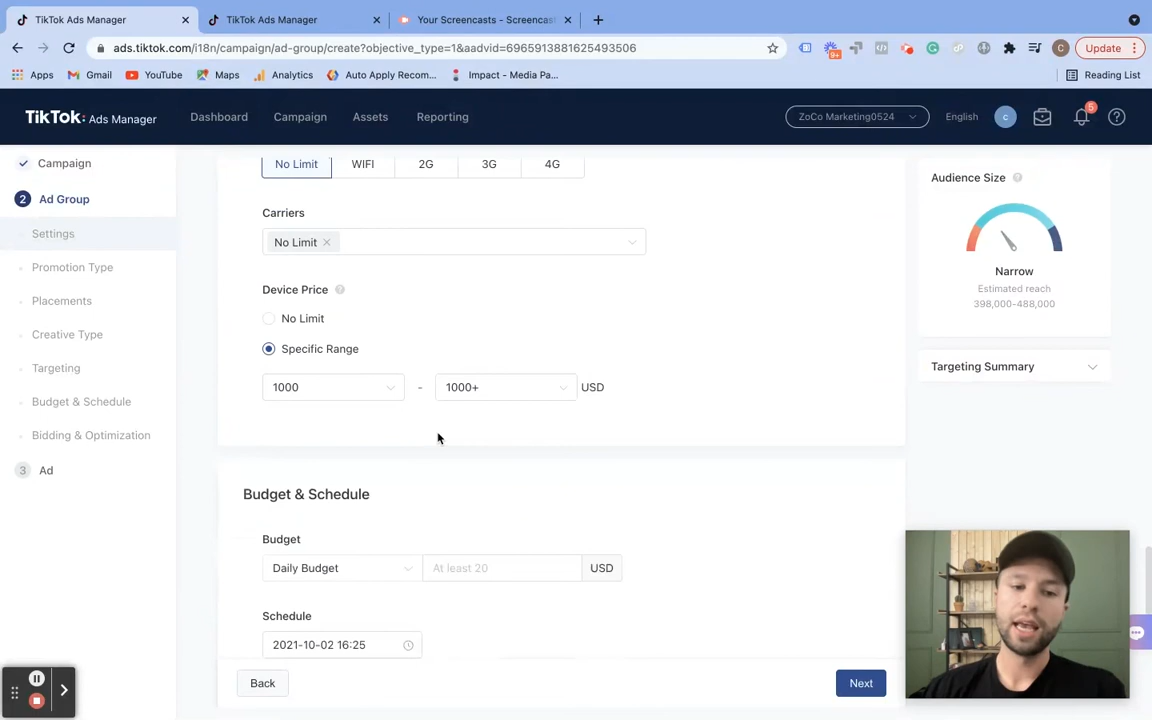 TikTok Ads Manager
TikTok Ads Manager
Your Screencasts - Screencas
ads.tiktok.com/i18n/campaign/ad-group/create?objective_type=1&aadvid=6965913881625493506
9+
C
Update
Apps
Gmail
YouTube
Maps
Analytics
Auto Apply Recom...
Impact - Media Pa...
Reading List
TikTok: Ads Manager
Dashboard
Campaign
Assets
Reporting
ZoCo Marketing0524
English
c
5
Campaign
2 Ad Group
Settings
Promotion Type
Placements
Creative Type
Targeting
Budget & Schedule
Bidding & Optimization
3 Ad
No Limit
WIFI
2G
3G
4G
Carriers
No Limit
Device Price
No Limit
Specific Range
1000 - 1000+ USD
Budget & Schedule
Budget
Daily Budget
At least 20
USD
Schedule
2021-10-02 16:25
Back
Next
Audience Size
Narrow
Estimated reach
398,000-488,000
Targeting Summary